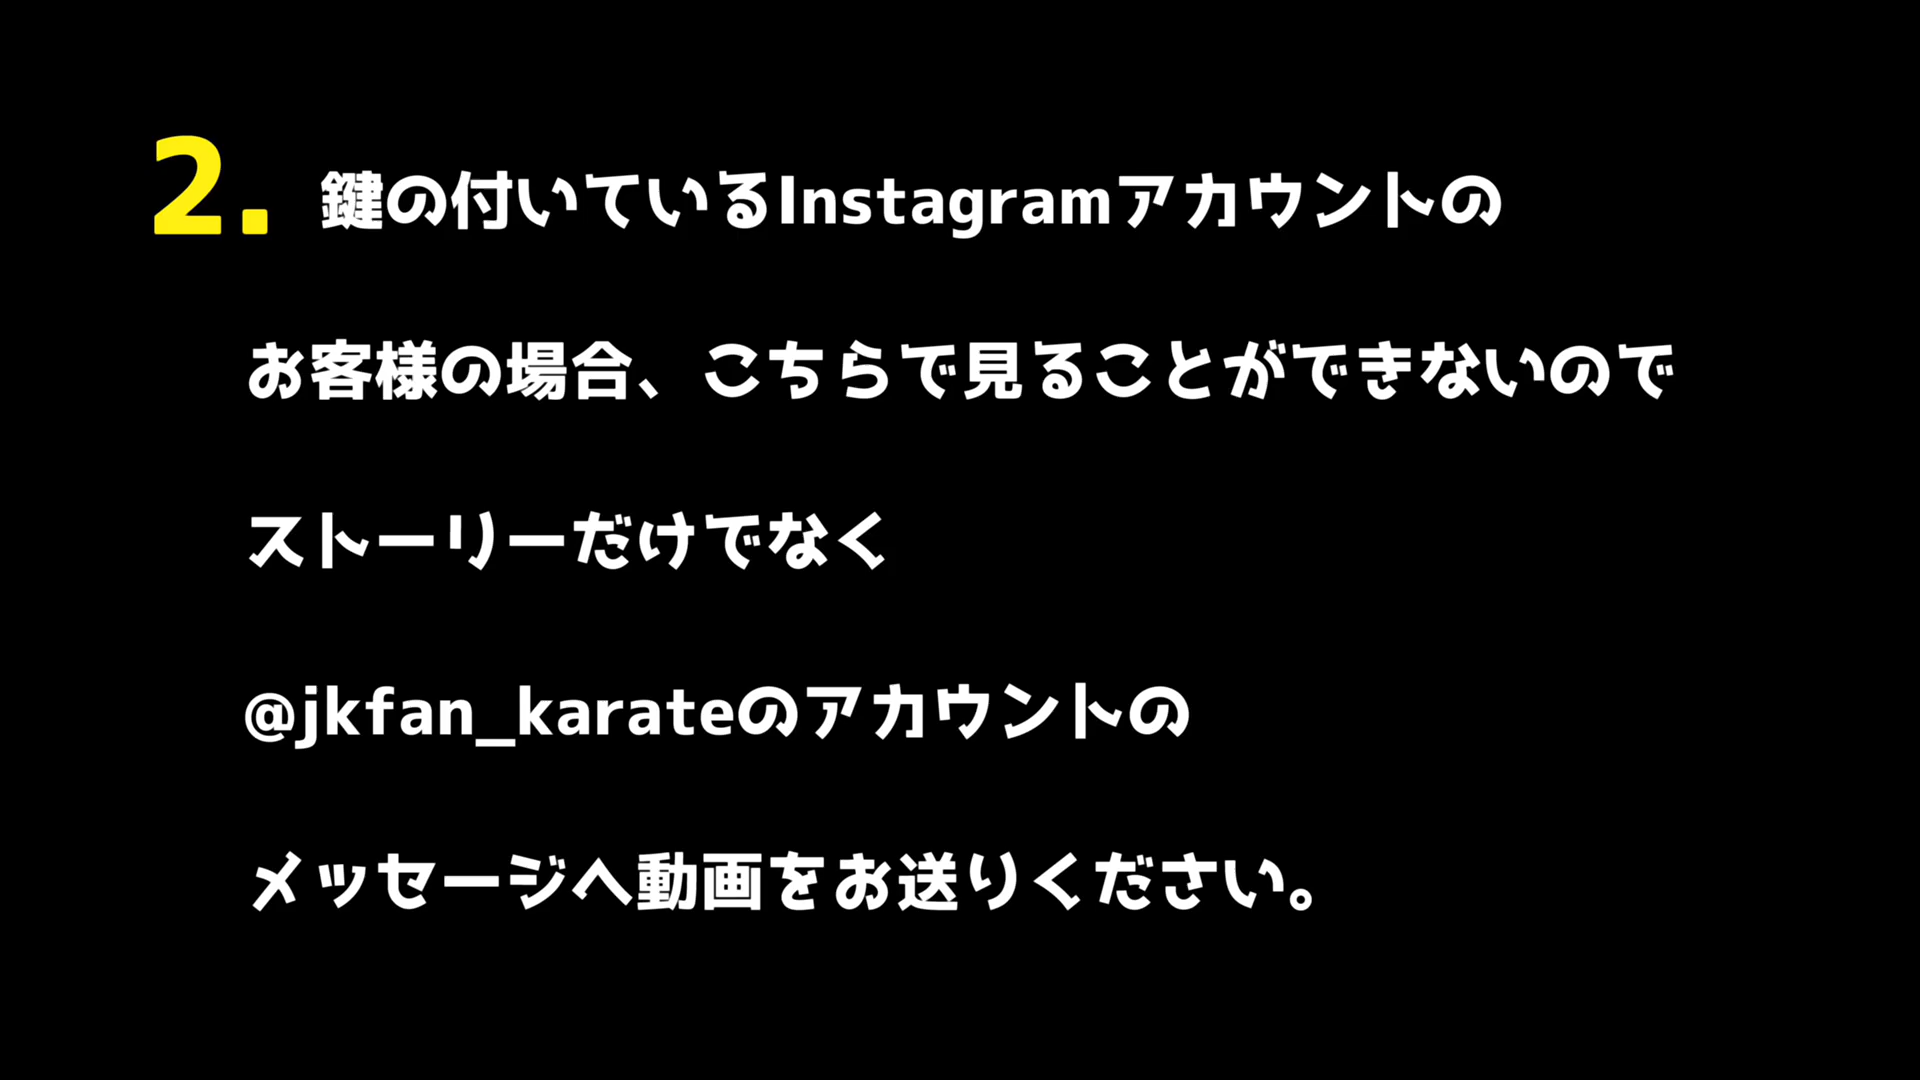 2. 鍵の付いているInstagramアカウントの
お客様の場合、こちらで見ることができないので
ストーリーだけでなく
@jkfan_karateのアカウントの
メッセージへ動画をお送りください。